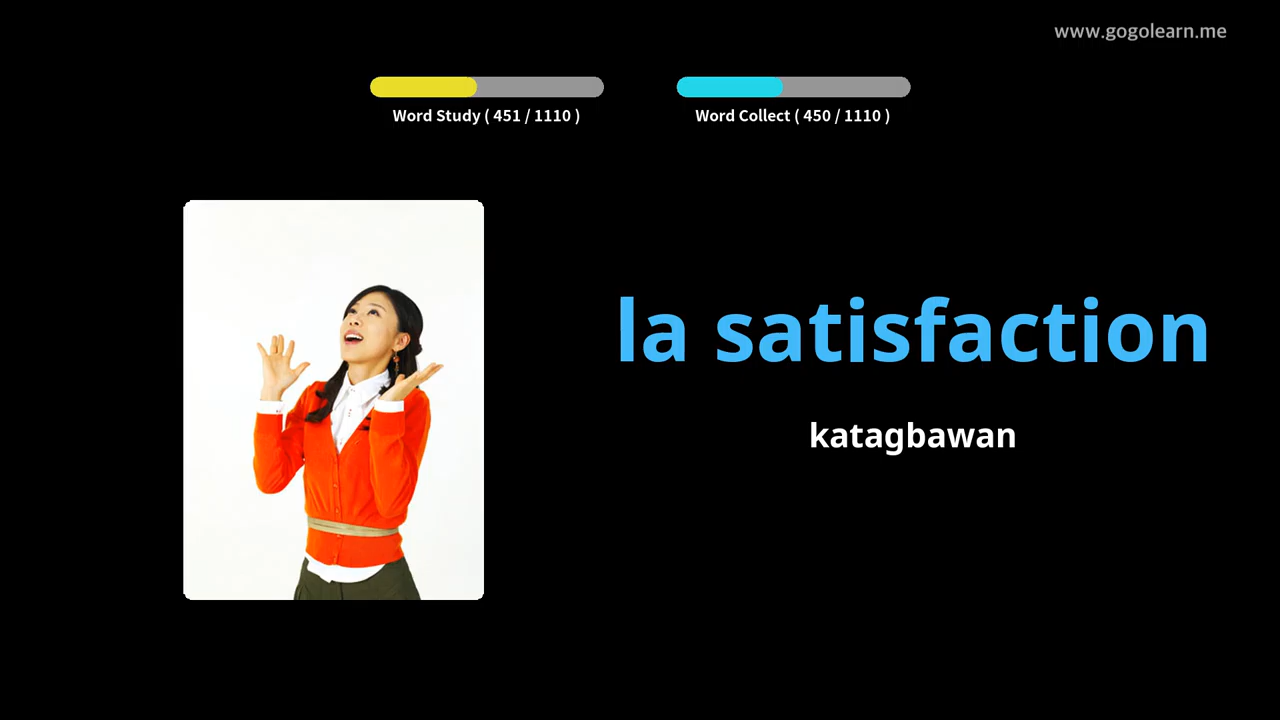 www.gogolearn.me
Word Study ( 451 / 1110 )
Word Collect ( 450 / 1110 )
la satisfaction
katagbawan